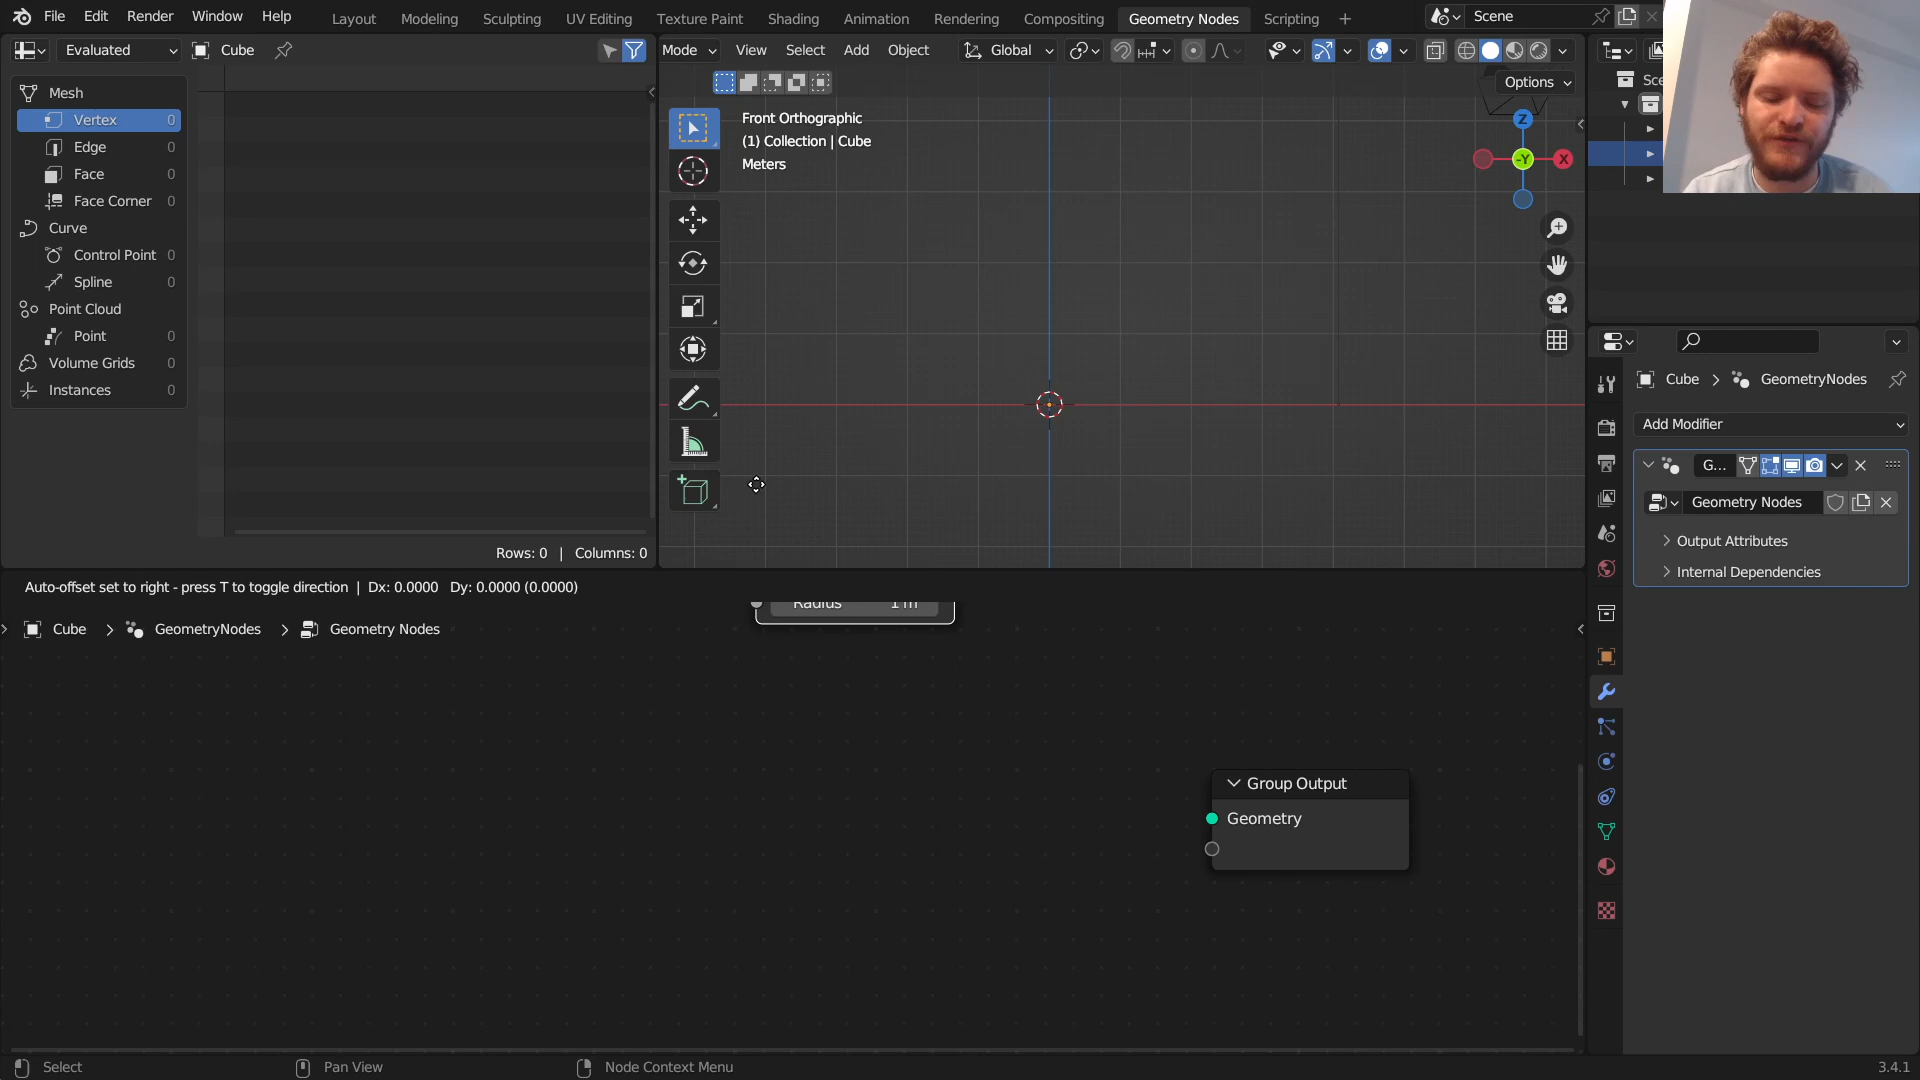 File Edit Render Window Help
Layout Modeling Sculpting UV Editing Texture Paint Shading Animation Rendering Compositing Geometry Nodes Scripting
Scene
Evaluated Cube
Mode View Select Add Object Global
Options
Mesh
Vertex 0
Edge 0
Face 0
Face Corner 0
Curve
Control Point 0
Spline 0
Point Cloud
Point 0
Volume Grids 0
Instances 0
Rows: 0 | Columns: 0
Front Orthographic
(1) Collection | Cube
Meters
Z
-Y
X
Sce
Cube > GeometryNodes
Add Modifier
G...
Geometry Nodes
Output Attributes
Internal Dependencies
Auto-offset set to right - press T to toggle direction | Dx: 0.0000 Dy: 0.0000 (0.0000)
Radius 1 m
Cube > GeometryNodes > Geometry Nodes
Group Output
Geometry
Select
Pan View
Node Context Menu
3.4.1